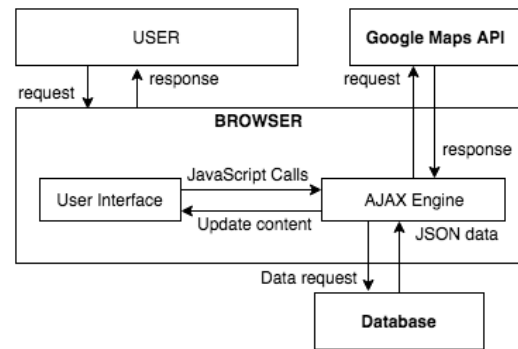 USER
Google Maps API
request
response
request
BROWSER
response
JavaScript Calls
User Interface
AJAX Engine
Update content
JSON data
Data request
Database